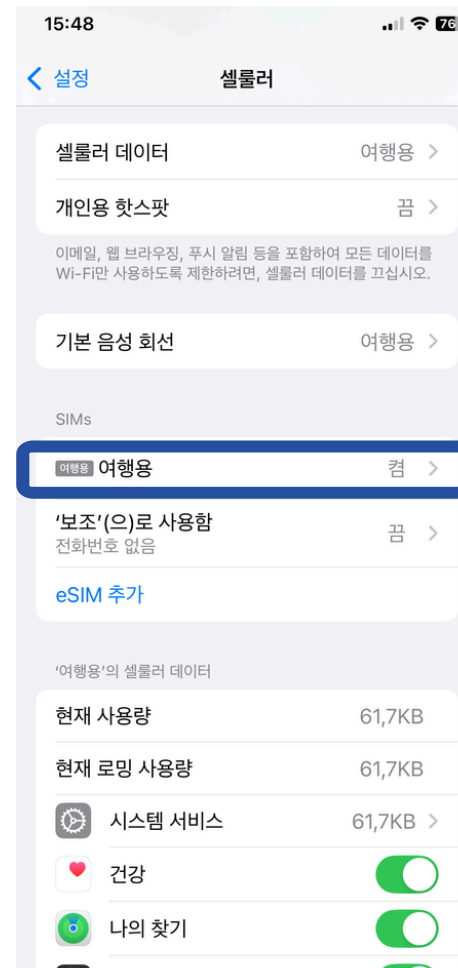 15:48
76
설정
셀룰러
셀룰러 데이터 여행용
개인용 핫스팟 끔
이메일, 웹 브라우징, 푸시 알림 등을 포함하여 모든 데이터를
Wi-Fi만 사용하도록 제한하려면, 셀룰러 데이터를 끄십시오.
기본 음성 회선 여행용
SIMs
여행용 여행용 켬
‘보조’(으)로 사용함 끔
전화번호 없음
eSIM 추가
‘여행용’의 셀룰러 데이터
현재 사용량 61,7KB
현재 로밍 사용량 61,7KB
시스템 서비스 61,7KB
건강
나의 찾기